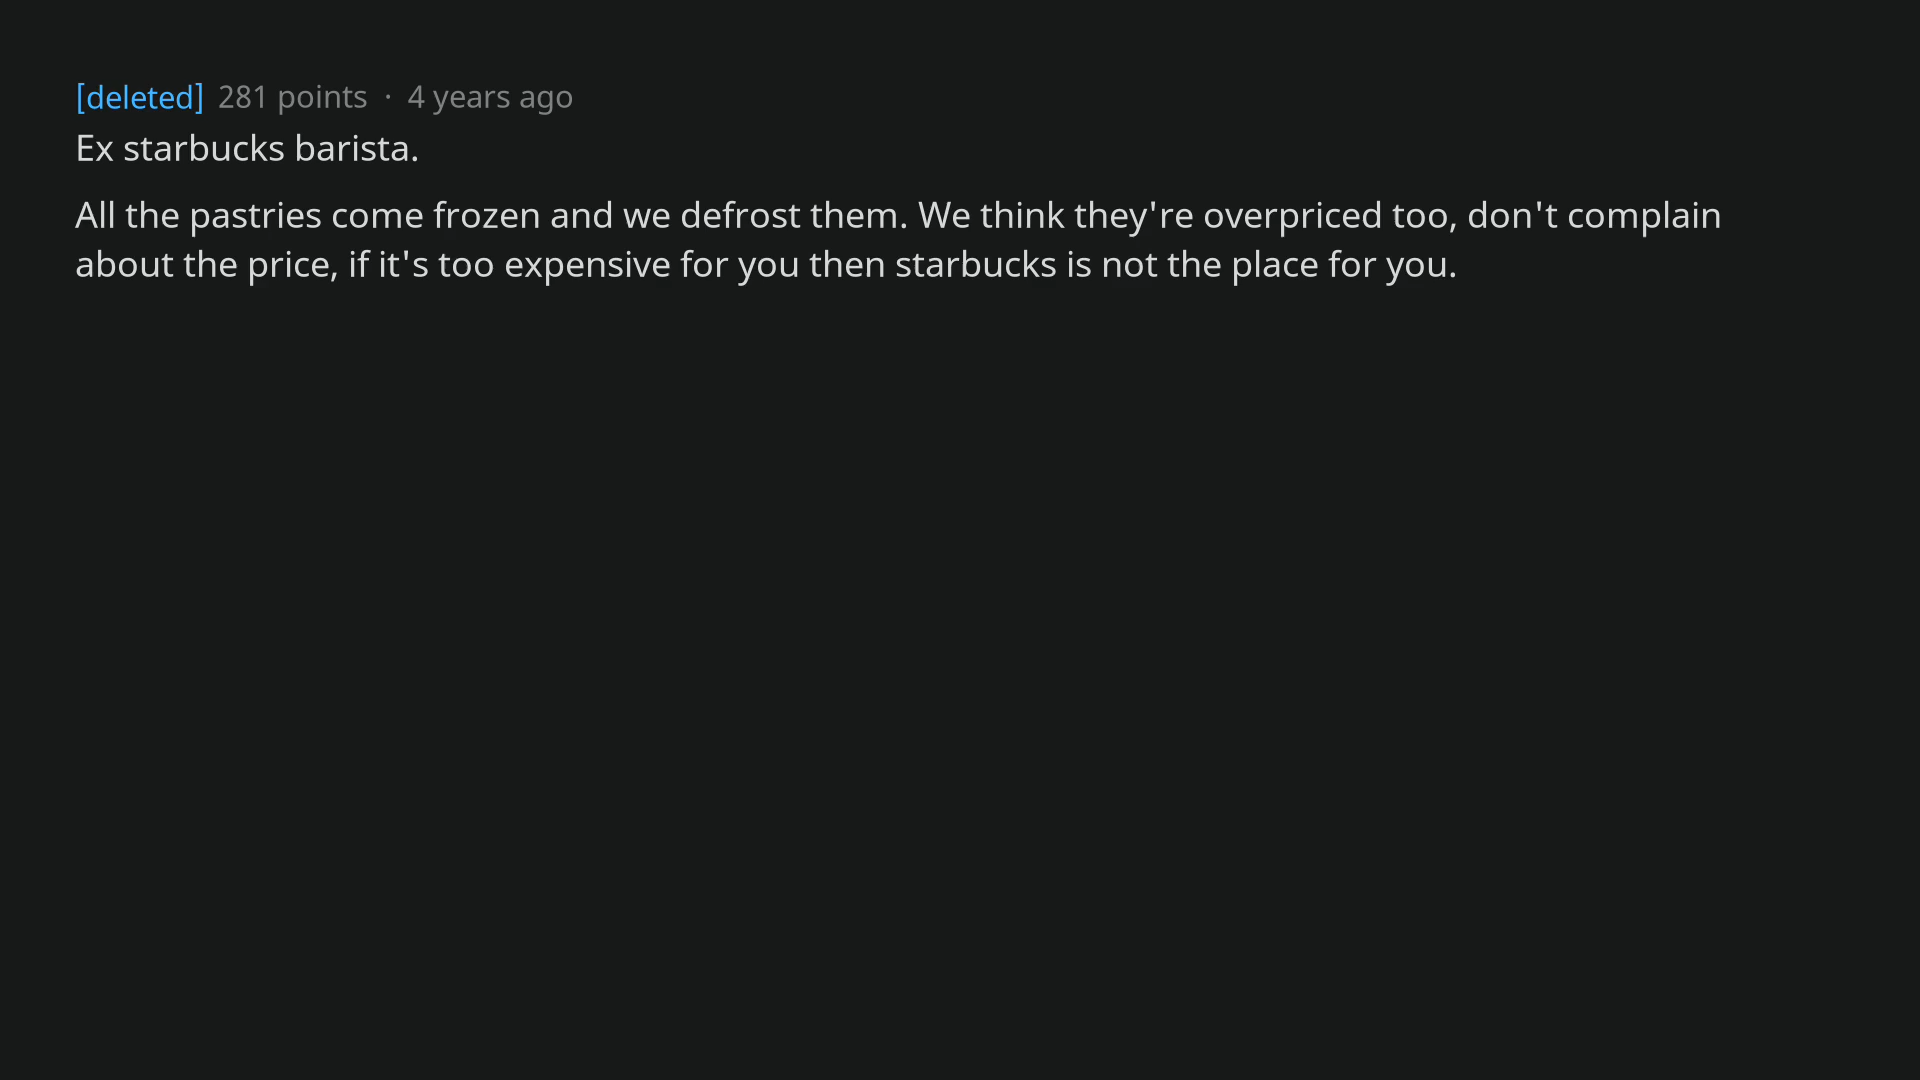 [deleted] 281 points · 4 years ago
Ex starbucks barista.
All the pastries come frozen and we defrost them. We think they're overpriced too, don't complain
about the price, if it's too expensive for you then starbucks is not the place for you.